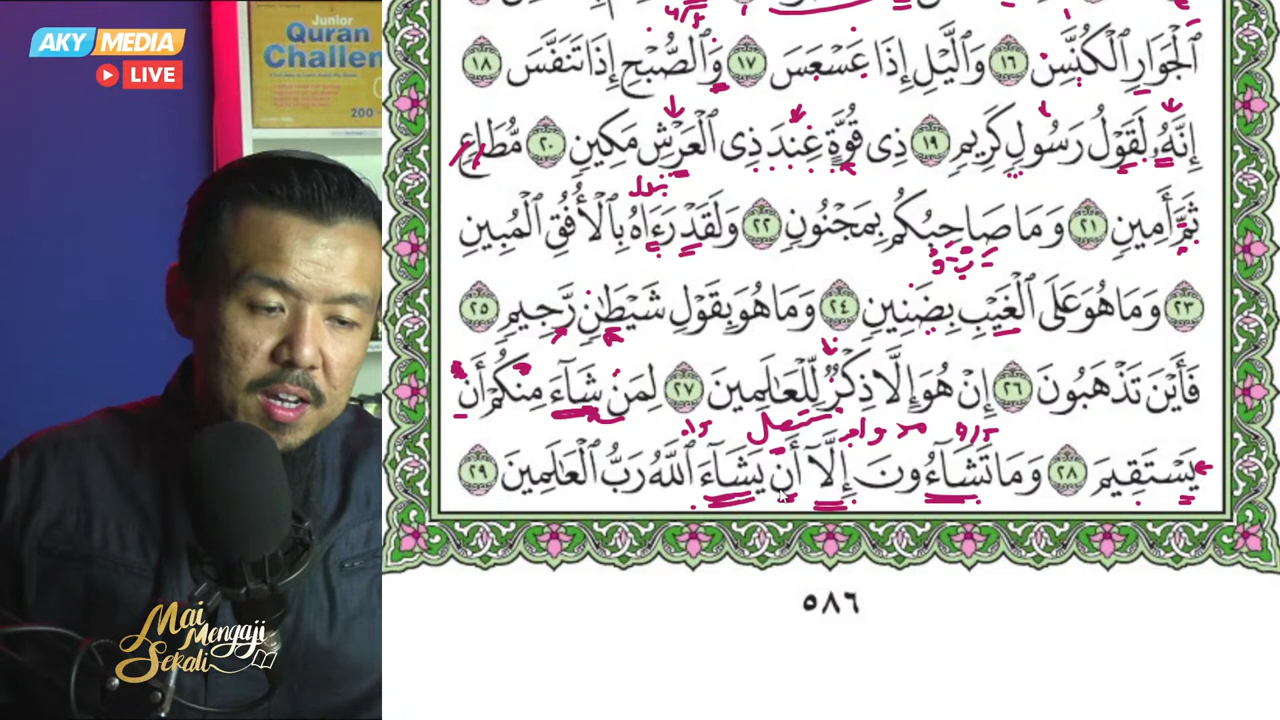 AKY MEDIA
LIVE
Junior
Quran
Challen
200
ٱلْجَوَارِ ٱلْكُنَّسِ ١٦ وَٱلَّيْلِ إِذَا عَسْعَسَ ١٧ وَٱلصُّبْحِ إِذَا تَنَفَّسَ ١٨
إِنَّهُۥ لَقَوْلُ رَسُولٍ كَرِيمٍ ١٩ ذِى قُوَّةٍ عِندَ ذِى ٱلْعَرْشِ مَكِينٍ ٢٠ مُّطَاعٍ
ثَمَّ أَمِينٍ ٢١ وَمَا صَاحِبُكُم بِمَجْنُونٍ ٢٢ وَلَقَدْ رَءَاهُ بِٱلْأُفُقِ ٱلْمُبِينِ
٢٣ وَمَا هُوَ عَلَى ٱلْغَيْبِ بِضَنِينٍ ٢٤ وَمَا هُوَ بِقَوْلِ شَيْطَٰنٍ رَّجِيمٍ ٢٥
فَأَيْنَ تَذْهَبُونَ ٢٦ إِنْ هُوَ إِلَّا ذِكْرٌ لِّلْعَٰلَمِينَ ٢٧ لِمَن شَآءَ مِنكُمْ أَن
يَسْتَقِيمَ ٢٨ وَمَا تَشَآءُونَ إِلَّآ أَن يَشَآءَ ٱللَّهُ رَبُّ ٱلْعَٰلَمِينَ ٢٩
٥٨٦
Mai
Mengaji
Sekali